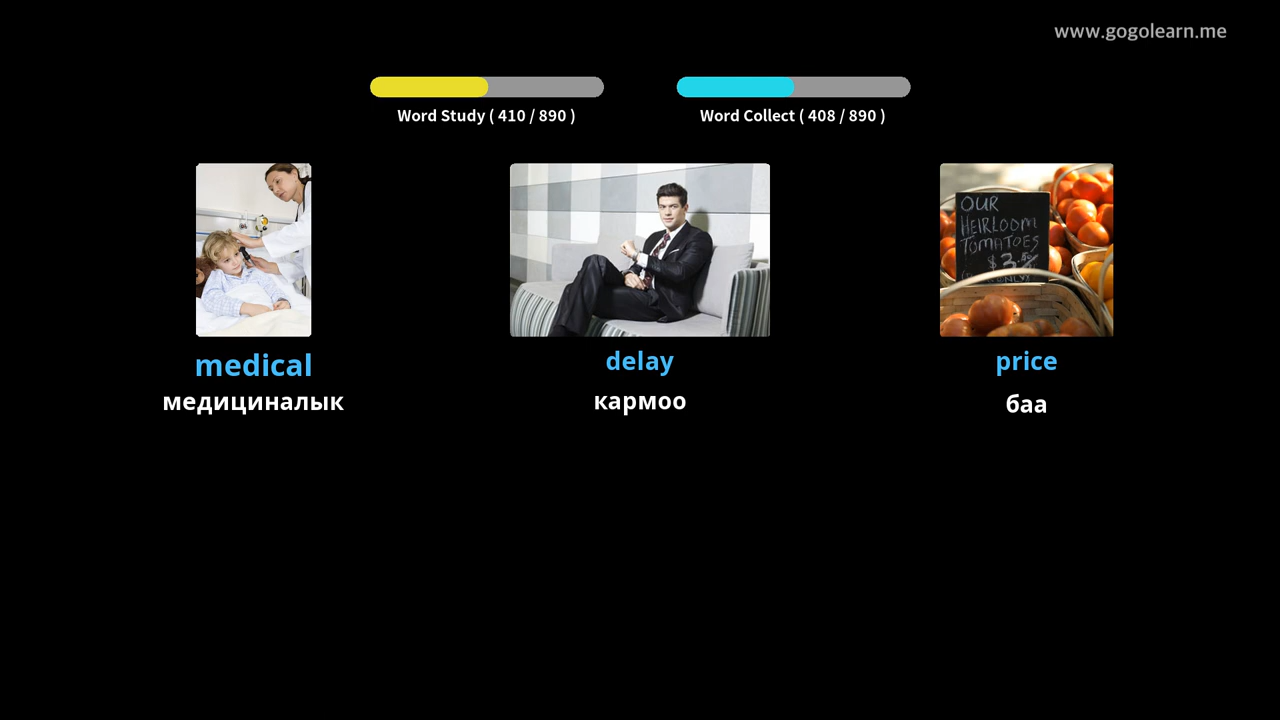 www.gogolearn.me
Word Study ( 410 / 890 )
Word Collect ( 408 / 890 )
OUR
HEIRLOOM
TOMATOES
medical
delay
price
медициналык
кармоо
баа